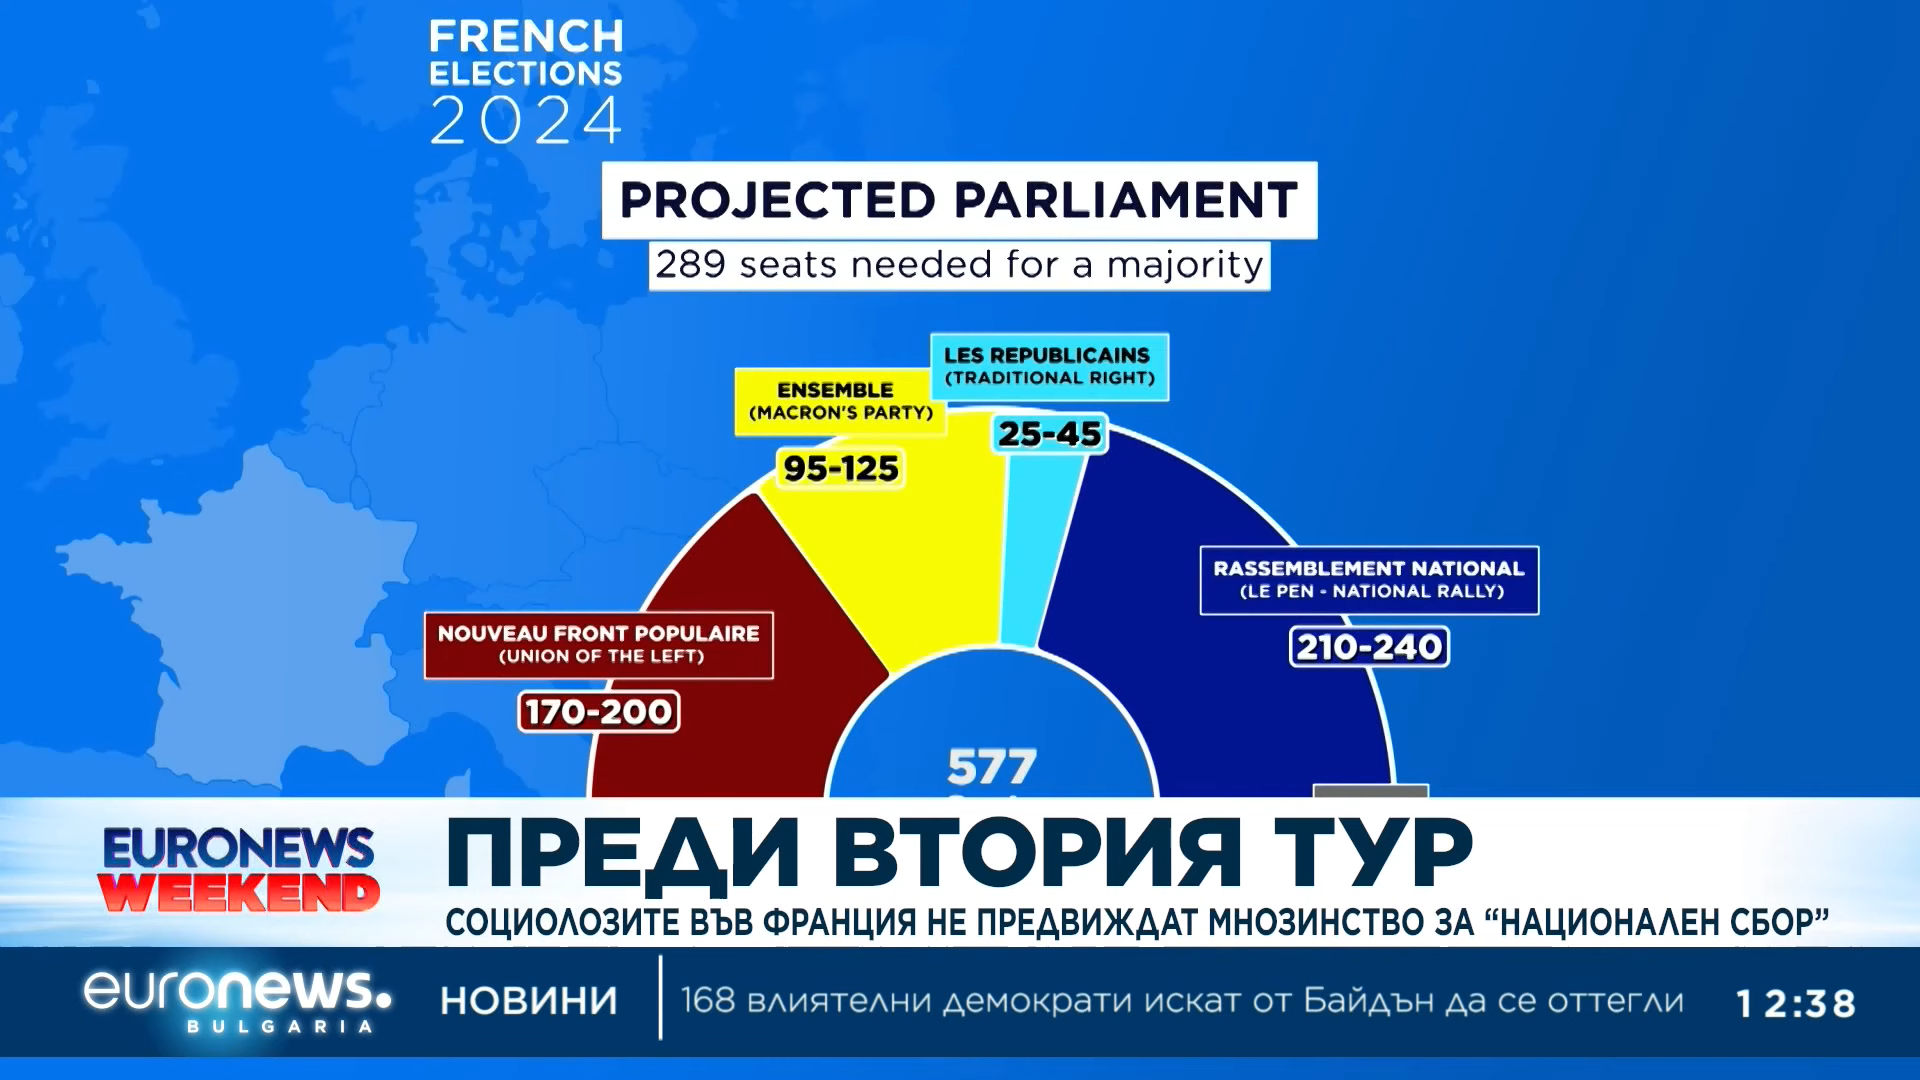 FRENCH
ELECTIONS
2024
PROJECTED PARLIAMENT
289 seats needed for a majority
LES REPUBLICAINS
(TRADITIONAL RIGHT)
25-45
ENSEMBLE
(MACRON'S PARTY)
95-125
RASSEMBLEMENT NATIONAL
(LE PEN - NATIONAL RALLY)
210-240
NOUVEAU FRONT POPULAIRE
(UNION OF THE LEFT)
170-200
577
EURONEWS
WEEKEND
ПРЕДИ ВТОРИЯ ТУР
СОЦИОЛОЗИТЕ ВЪВ ФРАНЦИЯ НЕ ПРЕДВИЖДАТ МНОЗИНСТВО ЗА “НАЦИОНАЛЕН СБОР”
euronews.
BULGARIA
НОВИНИ
168 влиятелни демократи искат от Байдън да се оттегли
12:38